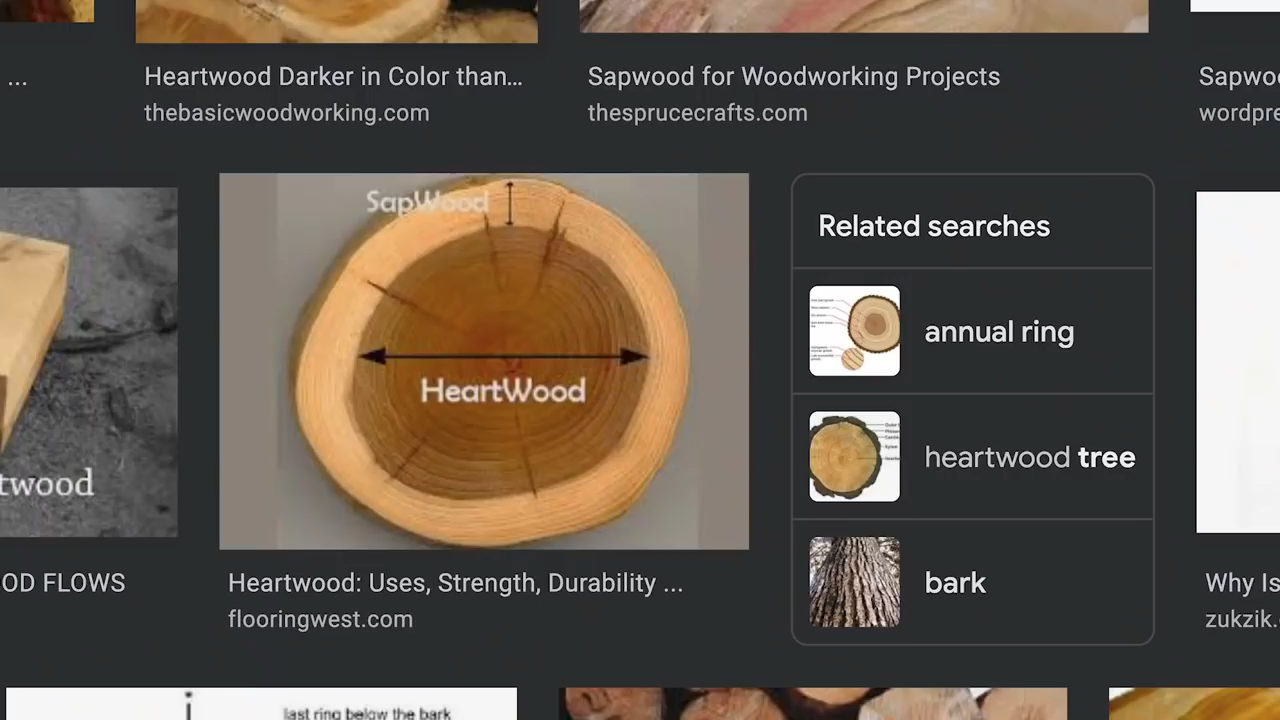 ...
Heartwood Darker in Color than...
thebasicwoodworking.com
Sapwood for Woodworking Projects
thesprucecrafts.com
SapWood
HeartWood
twood
OD FLOWS
Heartwood: Uses, Strength, Durability ...
flooringwest.com
Related searches
annual ring
heartwood tree
bark
Why Is
zukzik.
last ring below the bark